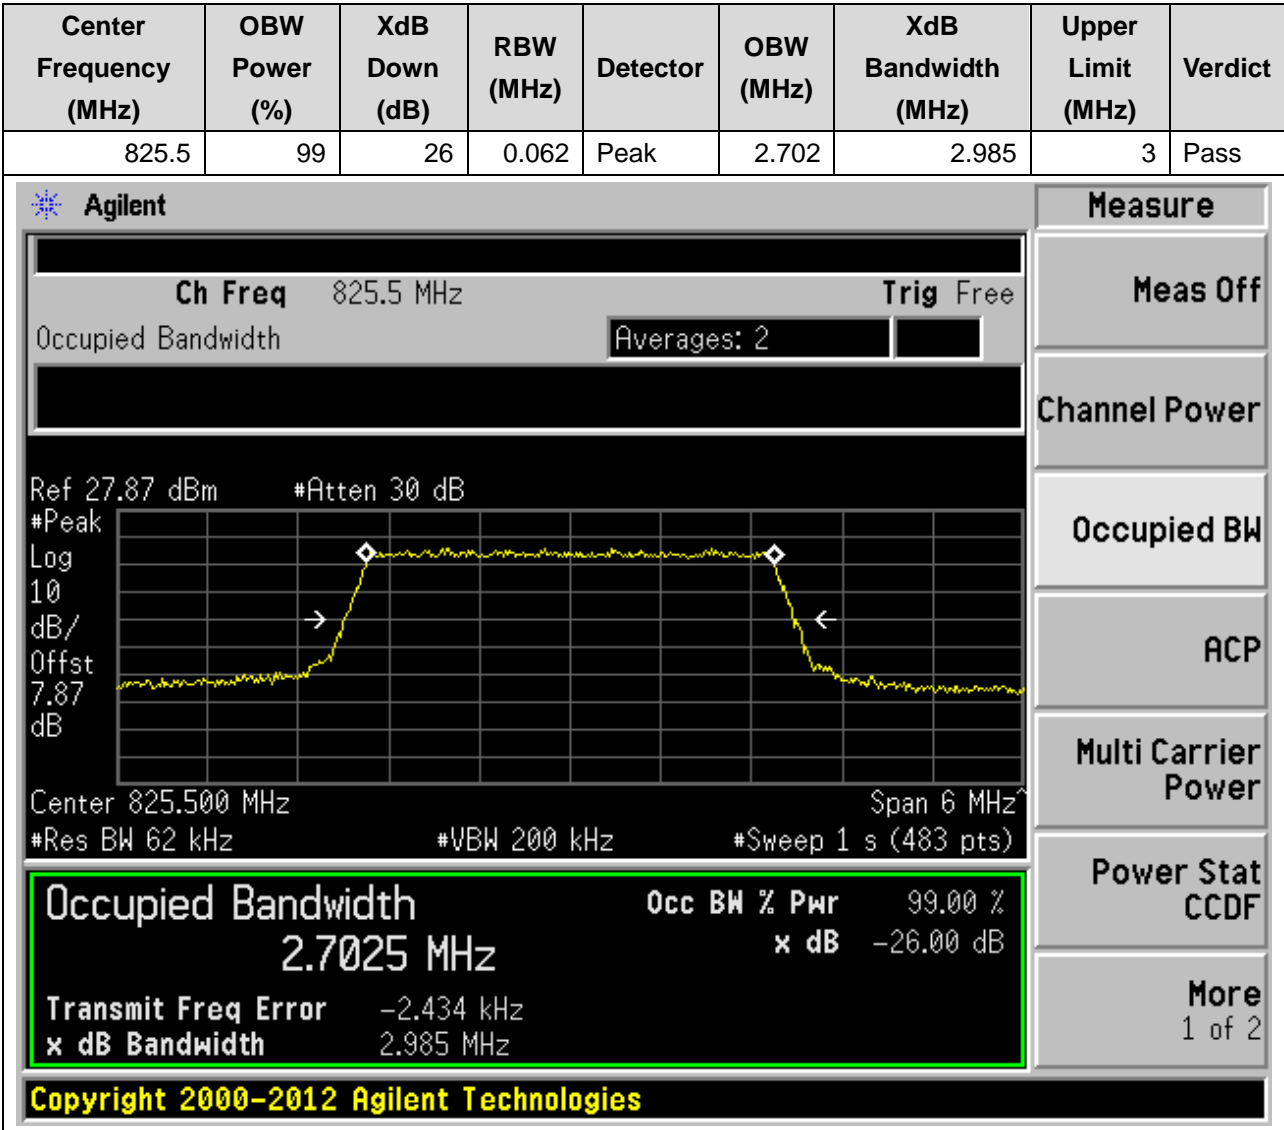 Center Frequency (MHz) OBW Power (%) XdB Down (dB) RBW (MHz) Detector OBW (MHz) XdB Bandwidth (MHz) Upper Limit (MHz) Verdict
825.5 99 26 0.062 Peak 2.702 2.985 3 Pass
Agilent
Measure
Ch Freq 825.5 MHz Trig Free
Meas Off
Occupied Bandwidth Averages: 2
Channel Power
Ref 27.87 dBm #Atten 30 dB
#Peak
Log
10
dB/
Offst
7.87
dB
Occupied BW
ACP
Multi Carrier
Power
Center 825.500 MHz Span 6 MHz^
#Res BW 62 kHz #VBW 200 kHz #Sweep 1 s (483 pts)
Power Stat
CCDF
Occupied Bandwidth Occ BW % Pwr 99.00 %
2.7025 MHz x dB -26.00 dB
Transmit Freq Error -2.434 kHz
x dB Bandwidth 2.985 MHz
More
1 of 2
Copyright 2000-2012 Agilent Technologies